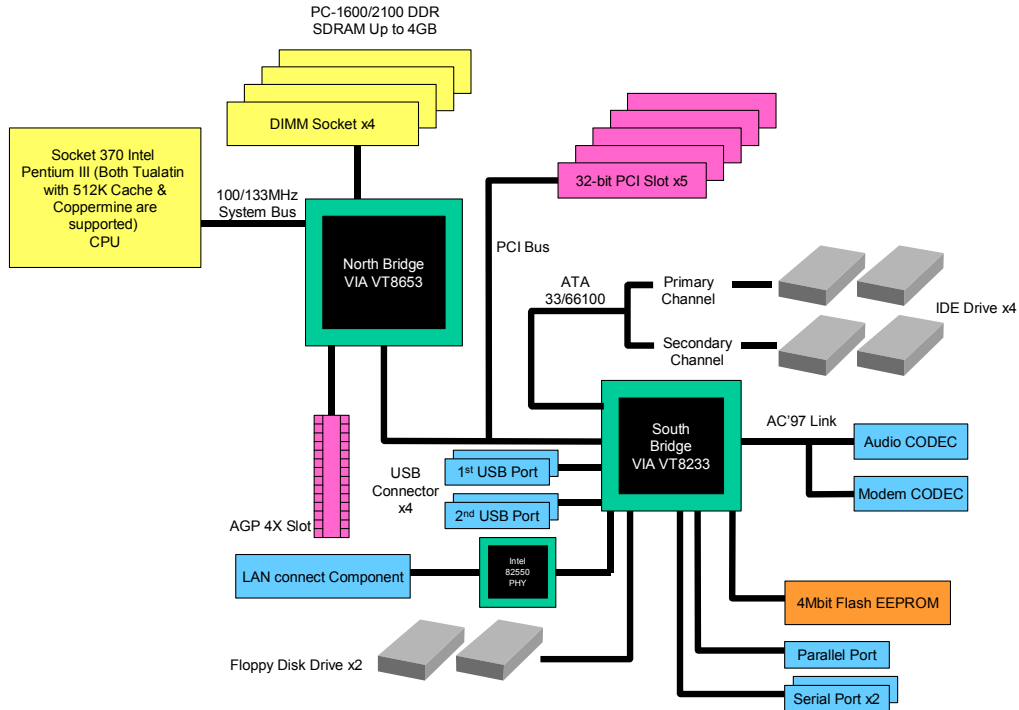 PC-1600/2100 DDR
SDRAM Up to 4GB
DIMM Socket x4
Socket 370 Intel
Pentium III (Both Tualatin
with 512K Cache &
Coppermine are
supported)
CPU
100/133MHz
System Bus
32-bit PCI Slot x5
North Bridge
VIA VT8653
PCI Bus
ATA
33/66100
Primary
Channel
IDE Drive x4
Secondary
Channel
South
Bridge
VIA VT8233
AC'97 Link
Audio CODEC
Modem CODEC
USB
Connector
x4
1st USB Port
2nd USB Port
AGP 4X Slot
LAN connect Component
Intel
82550
PHY
4Mbit Flash EEPROM
Floppy Disk Drive x2
Parallel Port
Serial Port x2